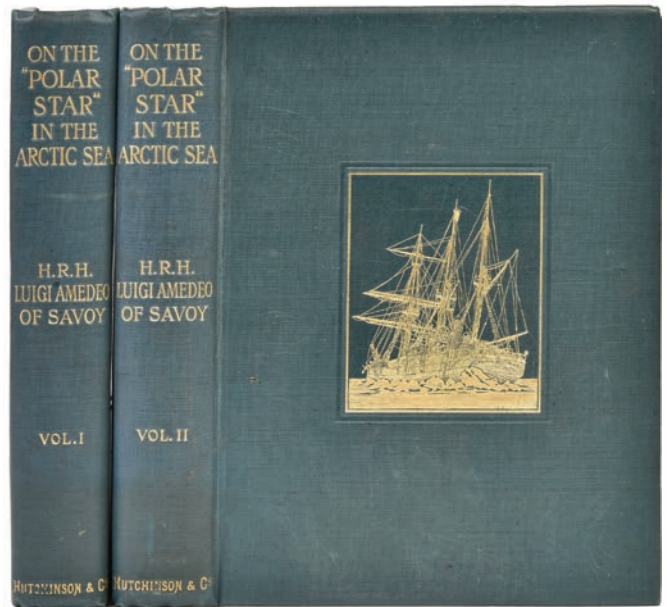 ON THE
"POLAR
STAR"
IN THE
ARCTIC SEA
H.R.H.
LUIGI AMEDEO
OF SAVOY
VOL.I
HUTCHINSON & Cº
ON THE
"POLAR
STAR"
IN THE
ARCTIC SEA
H.R.H.
LUIGI AMEDEO
OF SAVOY
VOL.II
HUTCHINSON & Cº